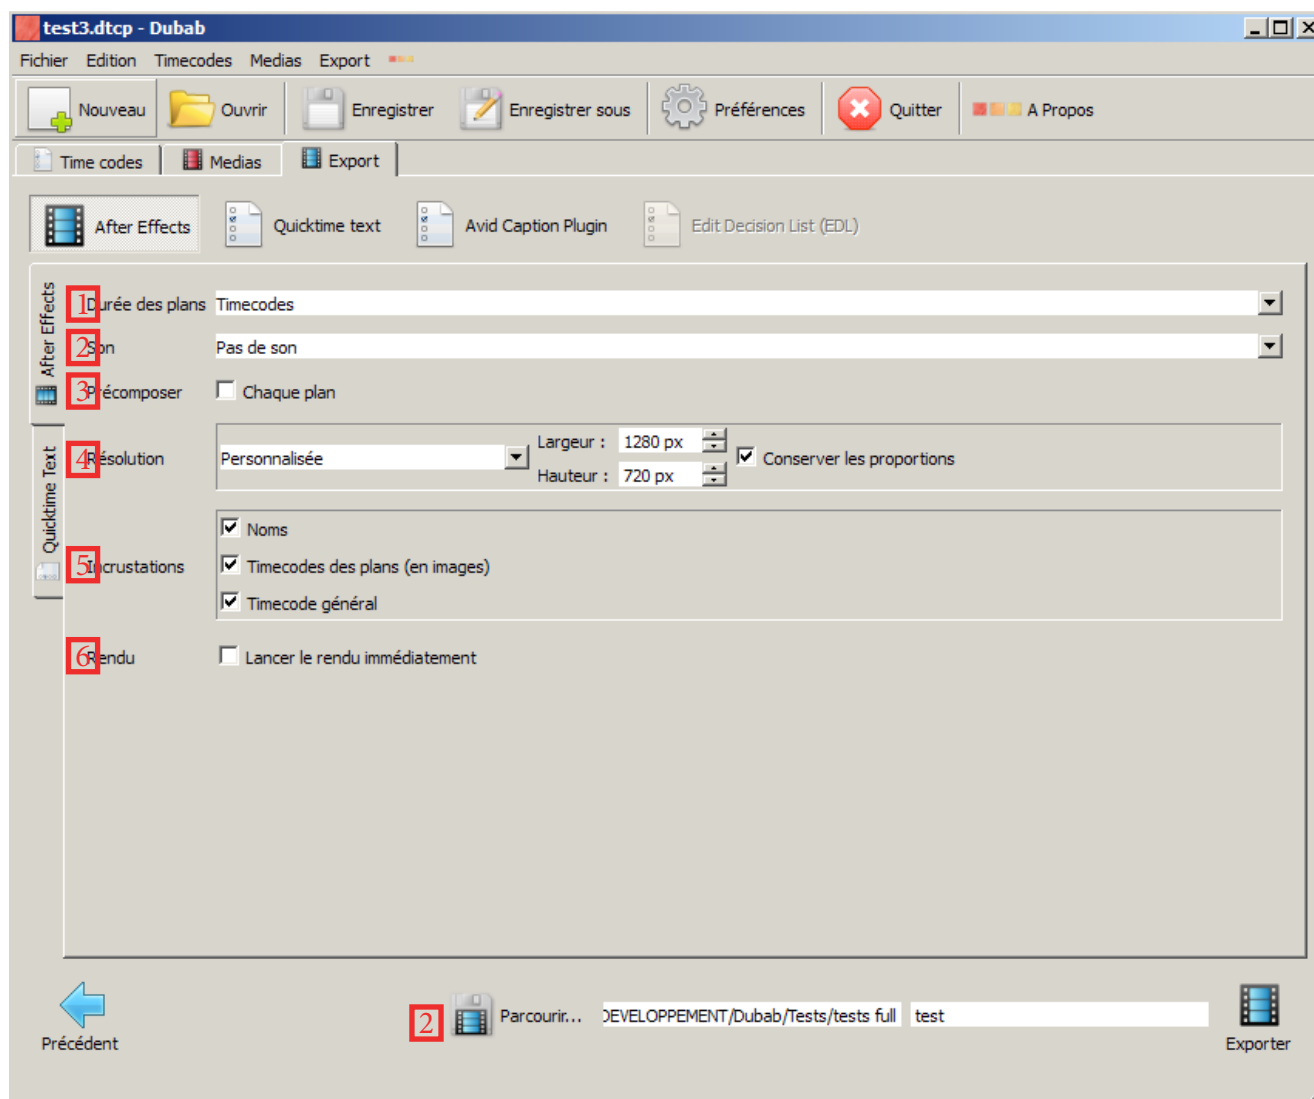 test3.dtcp - Dubab
Fichier Edition Timecodes Medias Export
Nouveau Ouvrir Enregistrer Enregistrer sous Préférences Quitter A Propos
Time codes Medias Export
After Effects Quicktime text Avid Caption Plugin Edit Decision List (EDL)
After Effects
Quicktime Text
1 Durée des plans Timecodes
2 Son Pas de son
3 Précomposer Chaque plan
4 Résolution Personnalisée Largeur : 1280 px Conserver les proportions
Hauteur : 720 px
Noms
5 Incrustations Timecodes des plans (en images)
Timecode général
6 Rendu Lancer le rendu immédiatement
2 Parcourir... DEVELOPPEMENT/Dubab/Tests/tests full test
Précédent Exporter